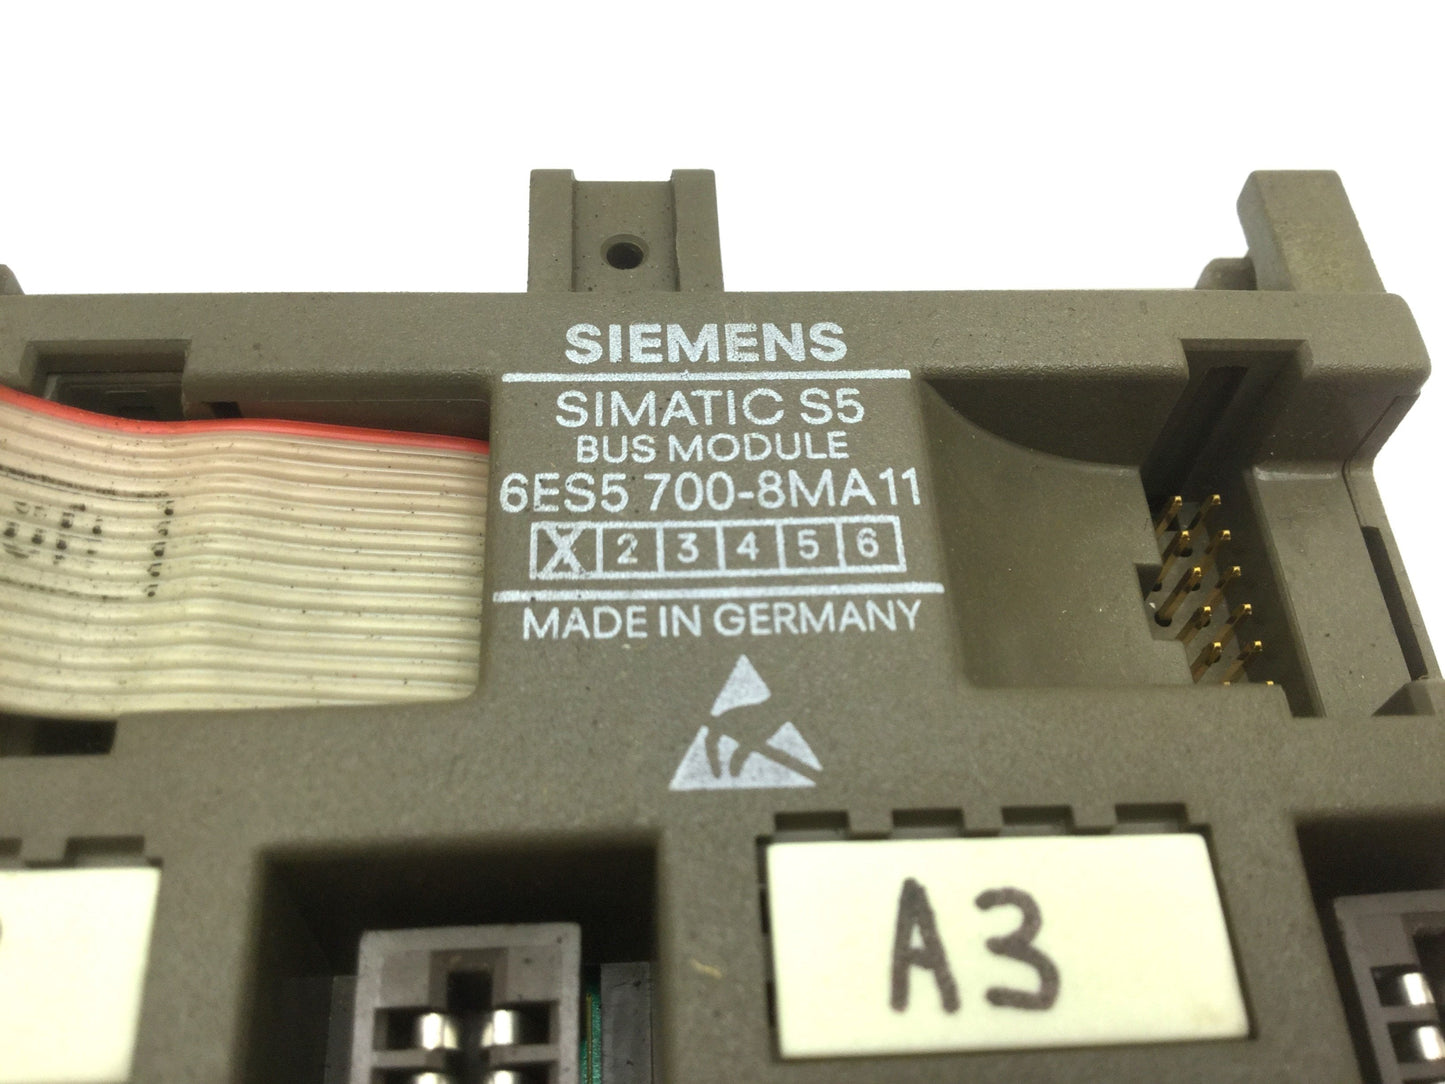 SIEMENS
SIMATIC S5
BUS MODULE
6ES5 700-8MA11
X 2 3 4 5 6
MADE IN GERMANY
A3